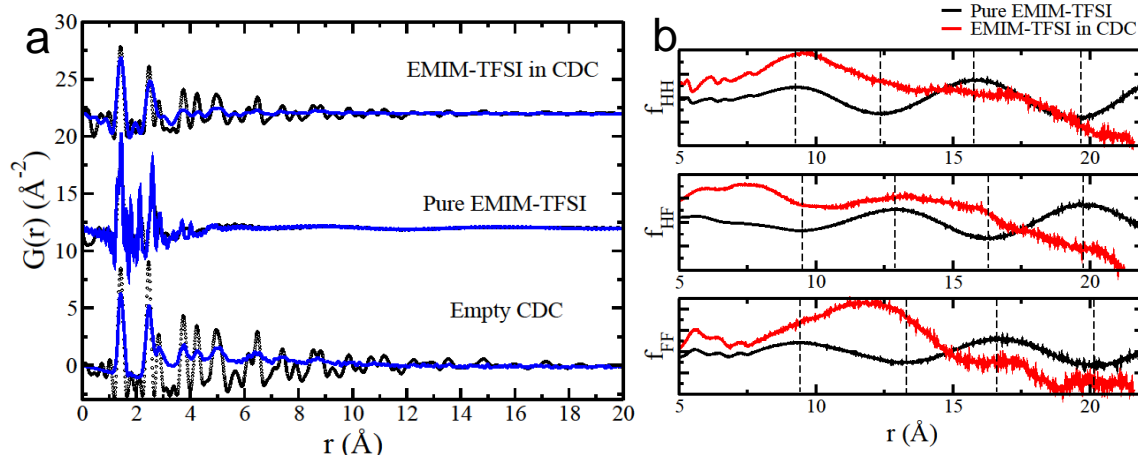 a
30
25
20
15
10
5
0
G(r) (Å⁻²)
EMIM-TFSI in CDC
Pure EMIM-TFSI
Empty CDC
0 2 4 6 8 10 12 14 16 18 20
r (Å)
b
Pure EMIM-TFSI
EMIM-TFSI in CDC
f_HH
5 10 15 20
f_HF
5 10 15 20
f_FF
5 10 15 20
r (Å)